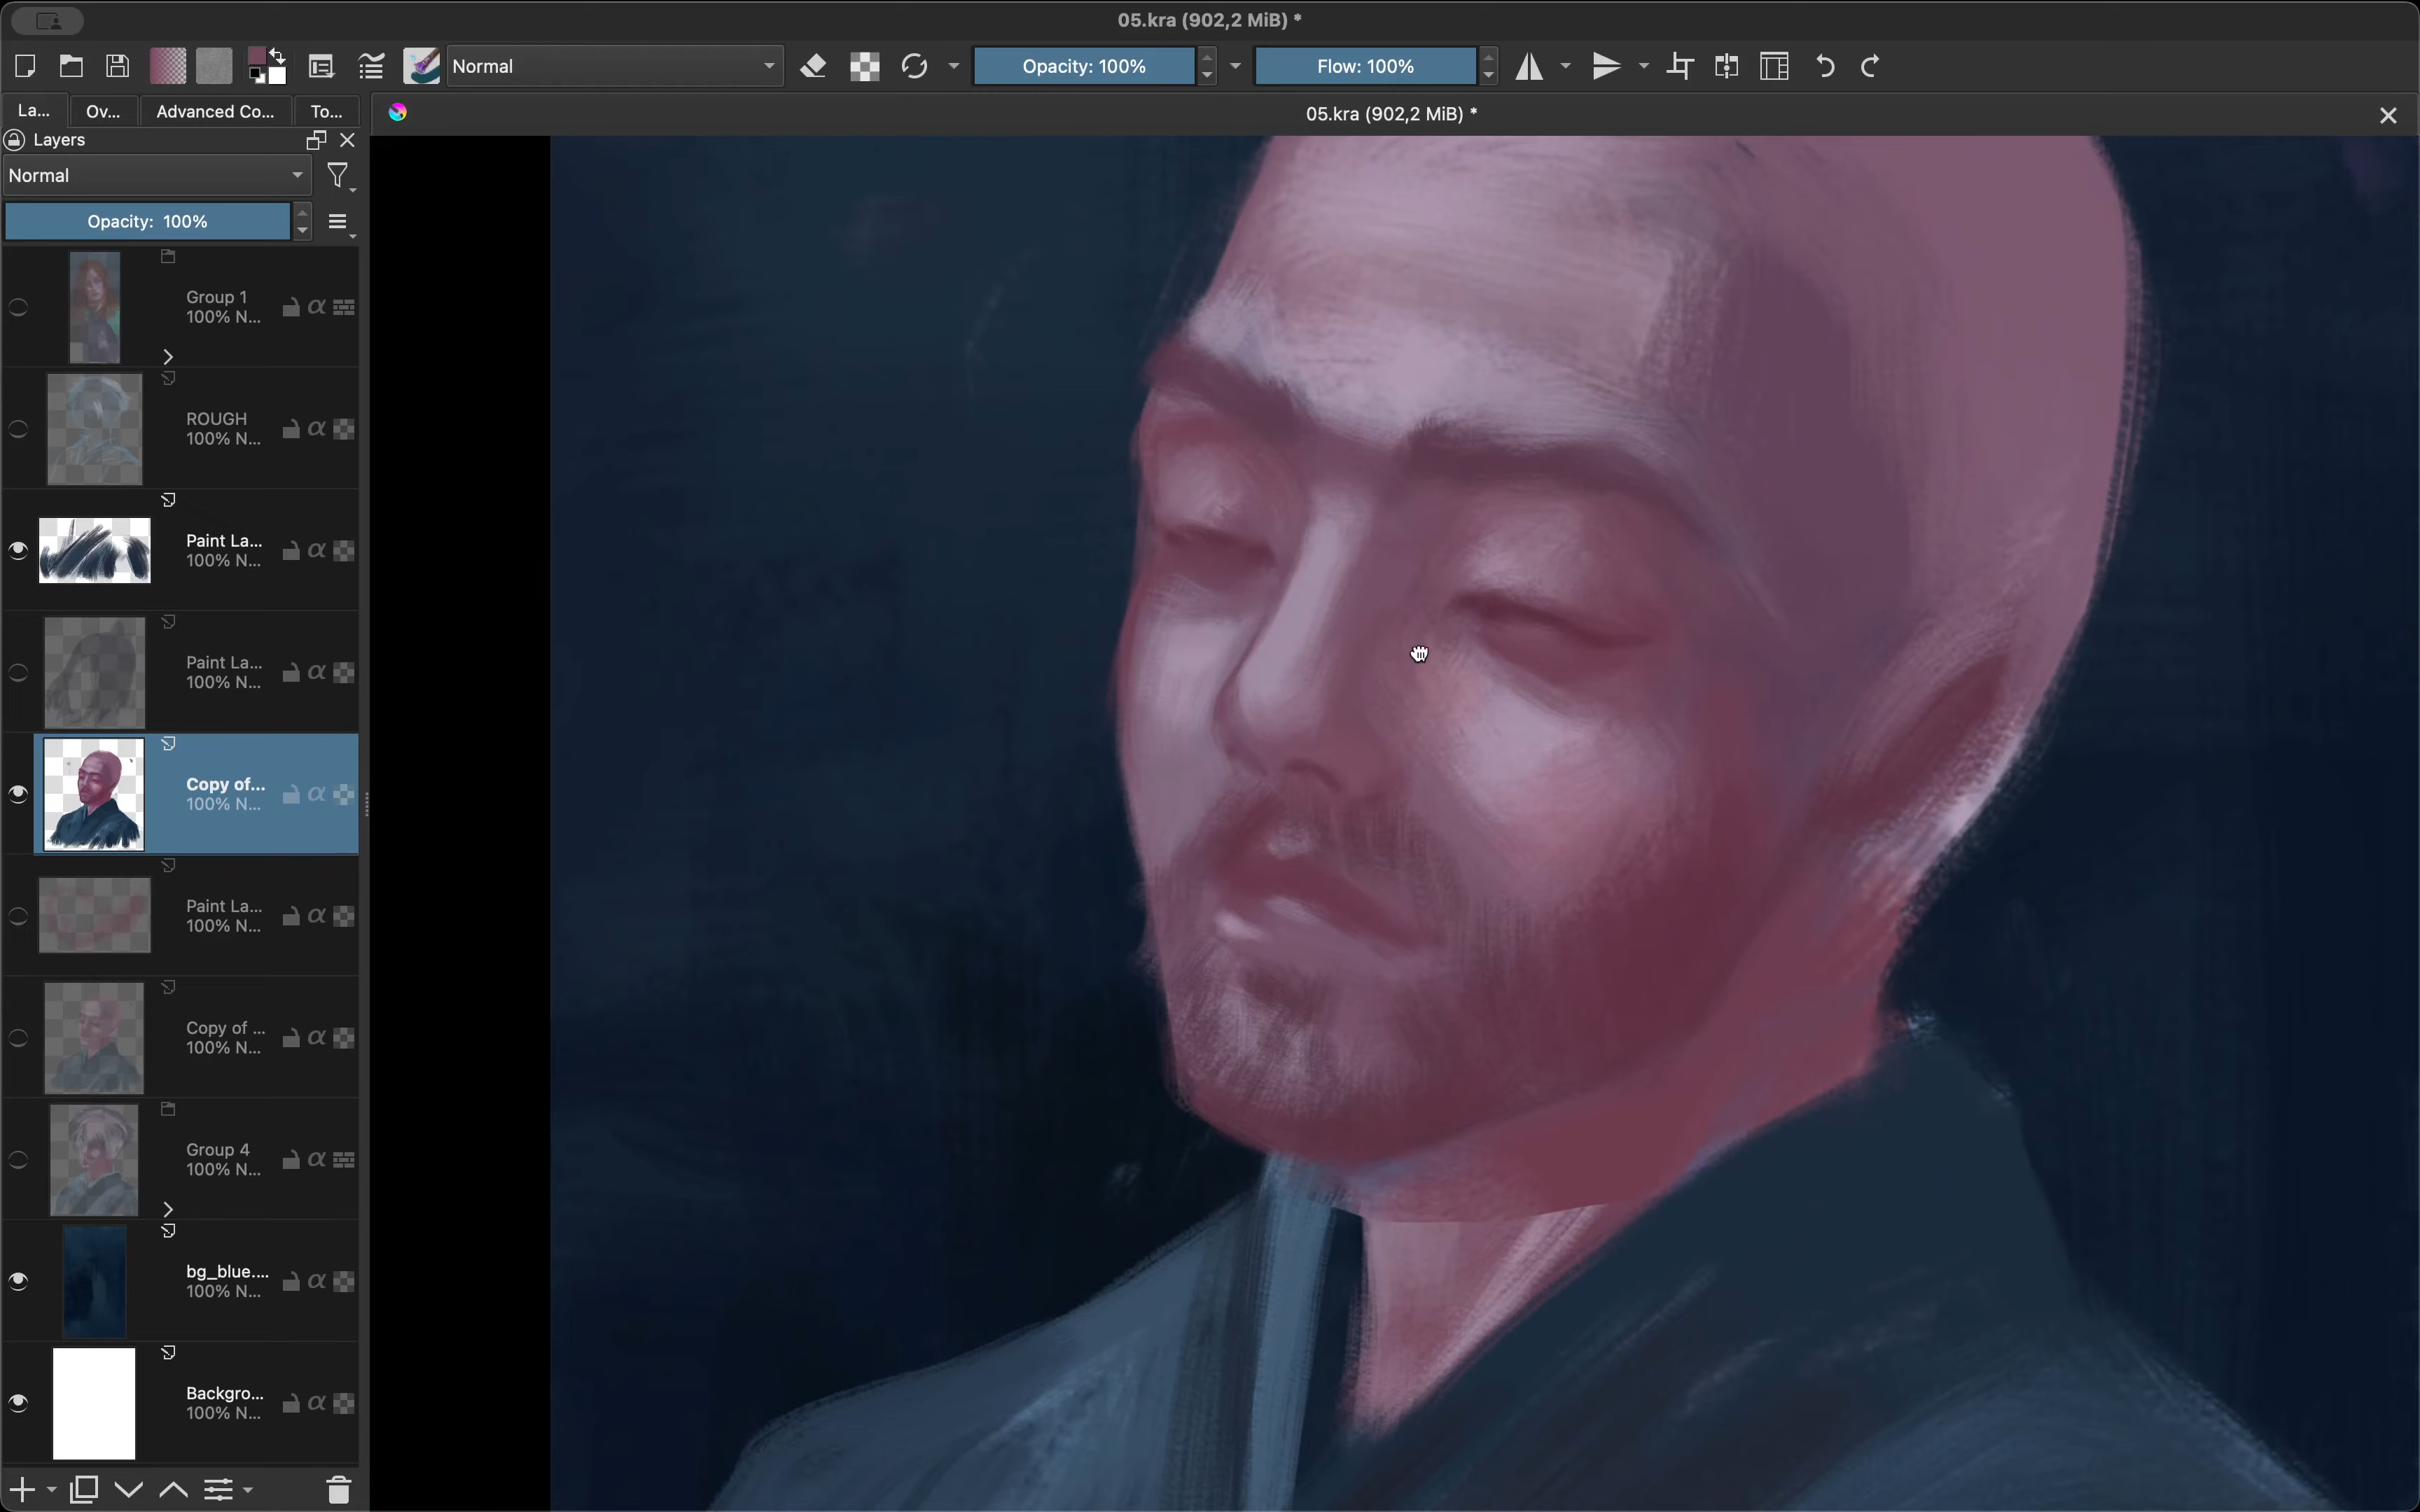 05.kra (902,2 MiB) *
Normal
Opacity: 100%
Flow: 100%
La...
Ov...
Advanced Co...
To...
05.kra (902,2 MiB) *
Layers
Normal
Opacity: 100%
Group 1
100% N...
ROUGH
100% N...
Paint La...
100% N...
Paint La...
100% N...
Copy of...
100% N...
Paint La...
100% N...
Copy of ...
100% N...
Group 4
100% N...
bg_blue....
100% N...
Backgro...
100% N...